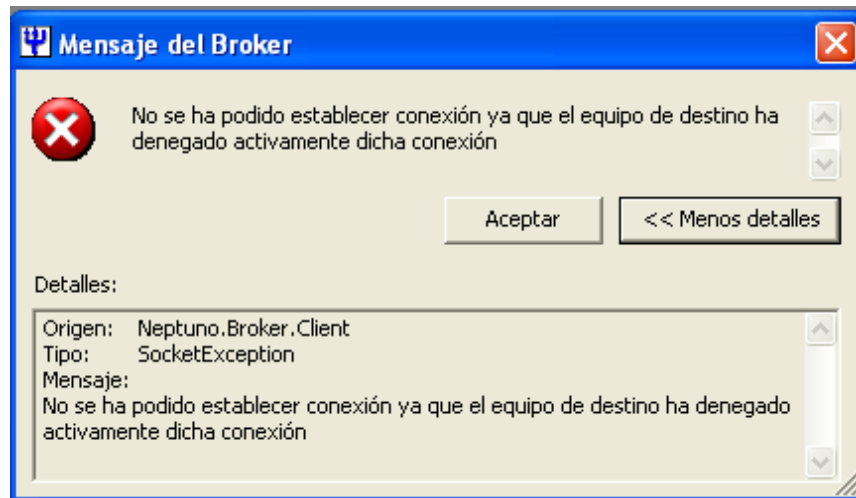 Mensaje del Broker
No se ha podido establecer conexión ya que el equipo de destino ha
denegado activamente dicha conexión
Aceptar
<< Menos detalles
Detalles:
Origen: Neptuno.Broker.Client
Tipo: SocketException
Mensaje:
No se ha podido establecer conexión ya que el equipo de destino ha denegado
activamente dicha conexión